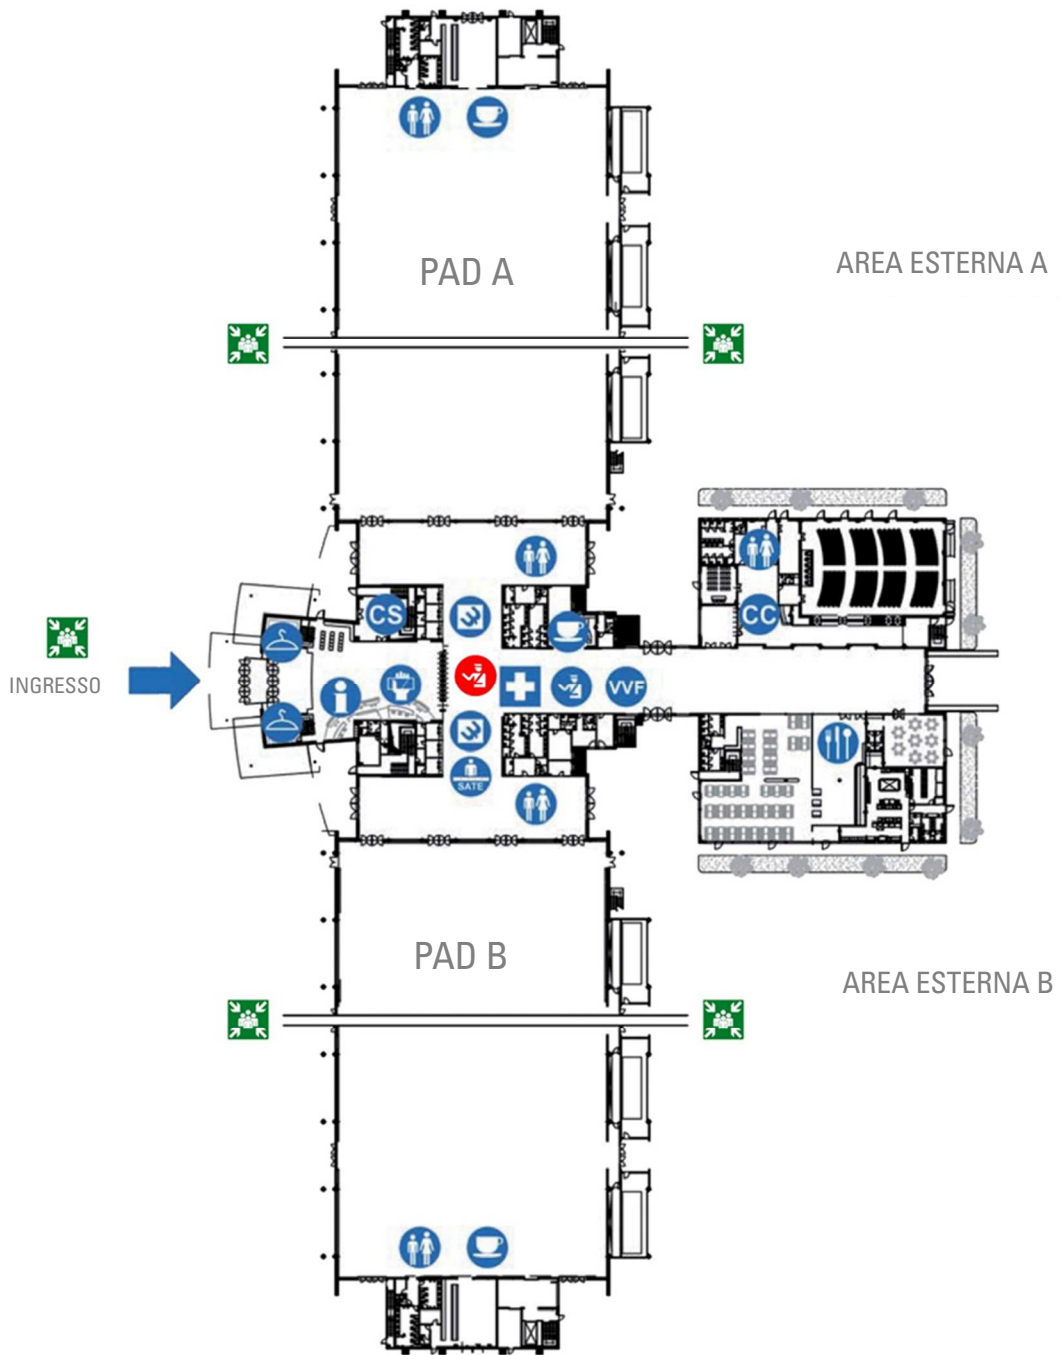 PAD A
AREA ESTERNA A
CS
CC
INGRESSO
VVF
SATE
PAD B
AREA ESTERNA B